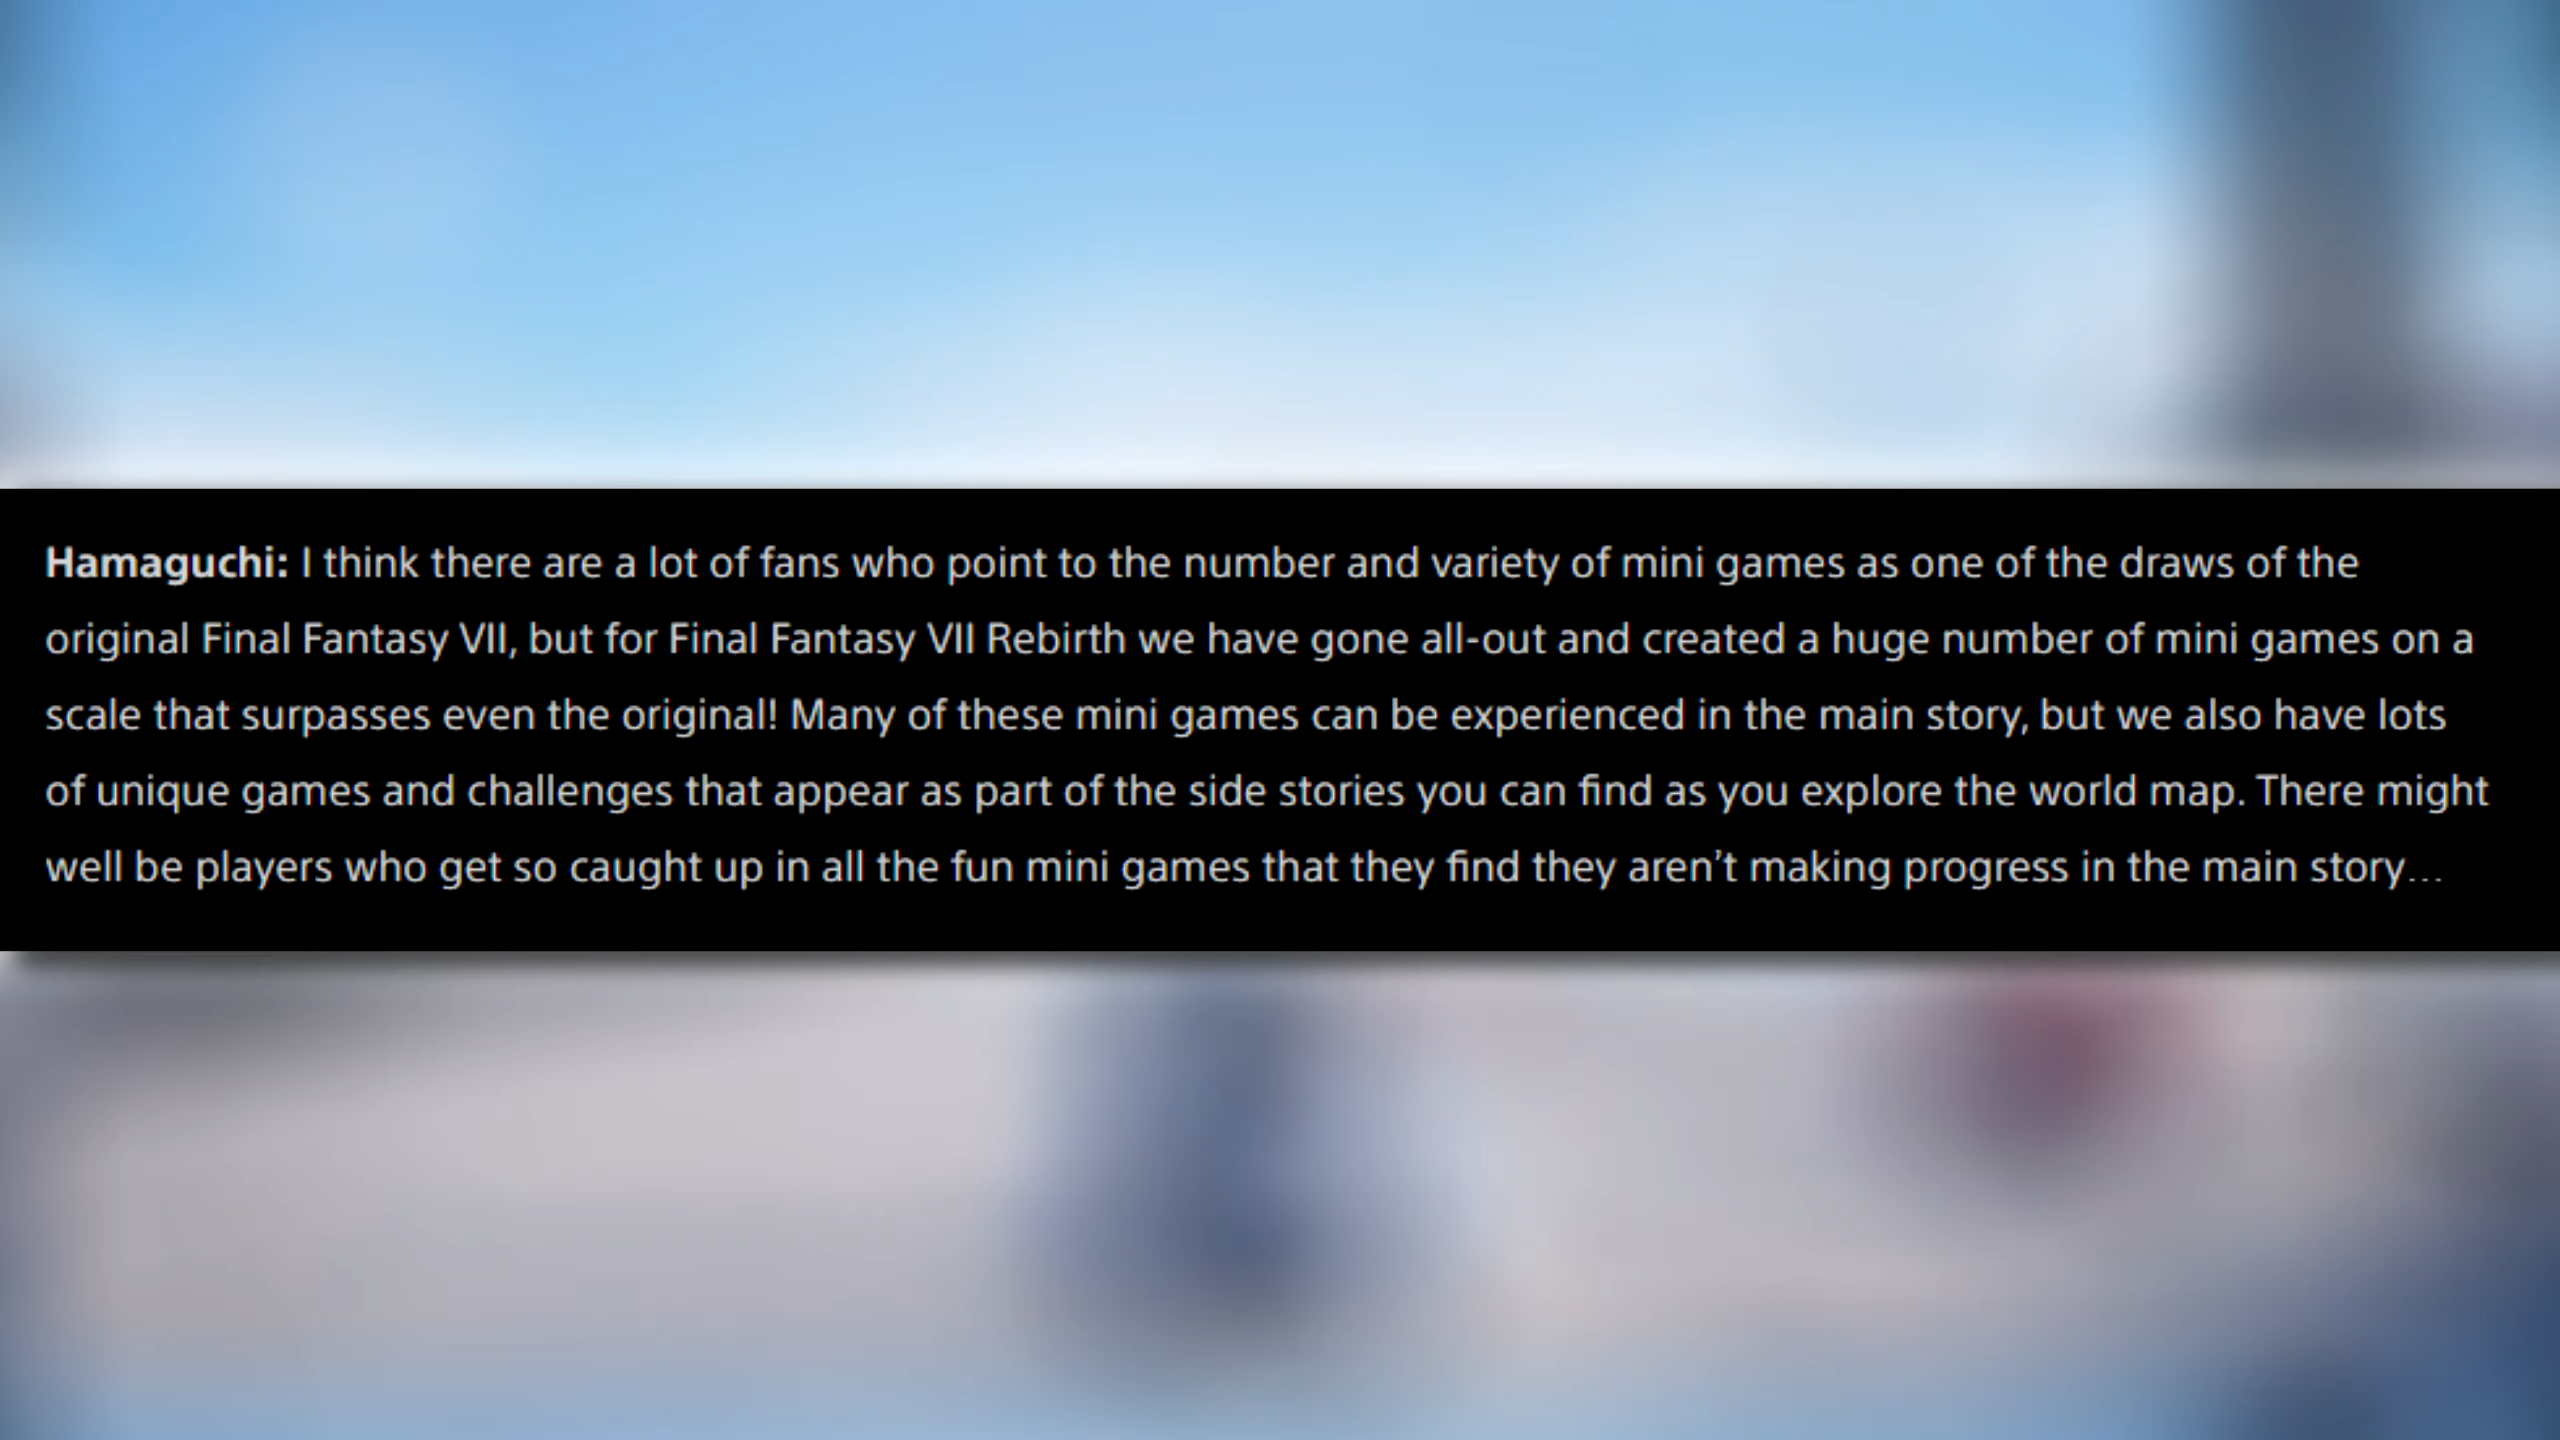 Hamaguchi: I think there are a lot of fans who point to the number and variety of mini games as one of the draws of the
original Final Fantasy VII, but for Final Fantasy VII Rebirth we have gone all-out and created a huge number of mini games on a
scale that surpasses even the original! Many of these mini games can be experienced in the main story, but we also have lots
of unique games and challenges that appear as part of the side stories you can find as you explore the world map. There might
well be players who get so caught up in all the fun mini games that they find they aren’t making progress in the main story…